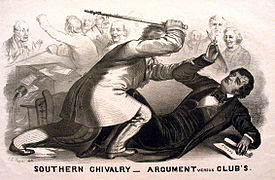 SOUTHERN CHIVALRY — ARGUMENT VERSUS CLUB'S.